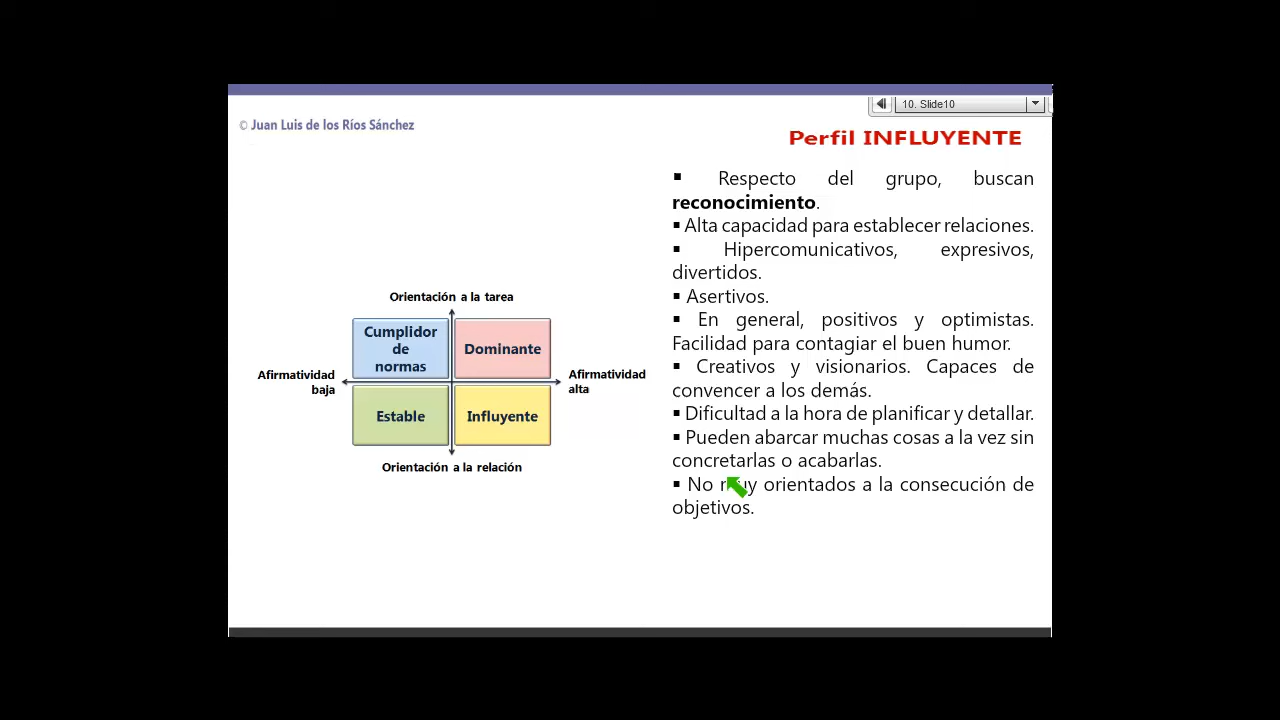 10. Slide10
© Juan Luis de los Ríos Sánchez
Perfil INFLUYENTE
▪ Respecto del grupo, buscan
reconocimiento.
▪ Alta capacidad para establecer relaciones.
▪ Hipercomunicativos, expresivos,
divertidos.
▪ Asertivos.
▪ En general, positivos y optimistas.
Facilidad para contagiar el buen humor.
▪ Creativos y visionarios. Capaces de
convencer a los demás.
▪ Dificultad a la hora de planificar y detallar.
▪ Pueden abarcar muchas cosas a la vez sin
concretarlas o acabarlas.
▪ No muy orientados a la consecución de
objetivos.
Orientación a la tarea
Cumplidor
de
normas
Dominante
Afirmatividad
baja
Afirmatividad
alta
Estable
Influyente
Orientación a la relación